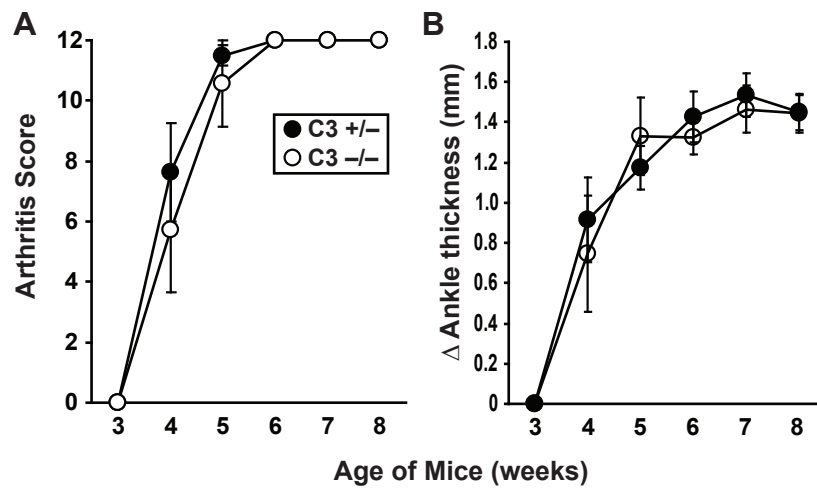 A
Arthritis Score
12
10
8
6
4
2
0
3 4 5 6 7 8
C3 +/–
C3 –/–
B
Δ Ankle thickness (mm)
1.8
1.6
1.4
1.2
1.0
0.8
0.6
0.4
0.2
0
3 4 5 6 7 8
Age of Mice (weeks)